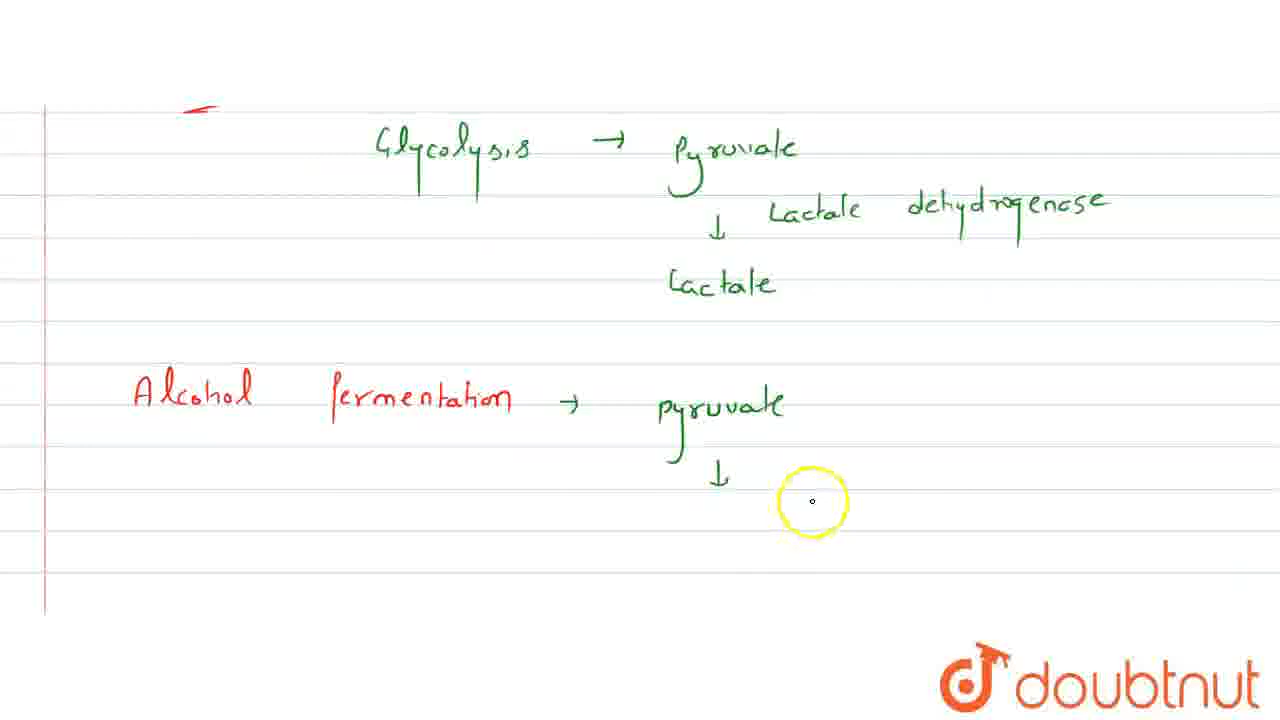 Glycolysis → Pyruvate
↓ Lactate dehydrogenase
Lactate
Alcohol fermentation → pyruvate
↓
doubtnut